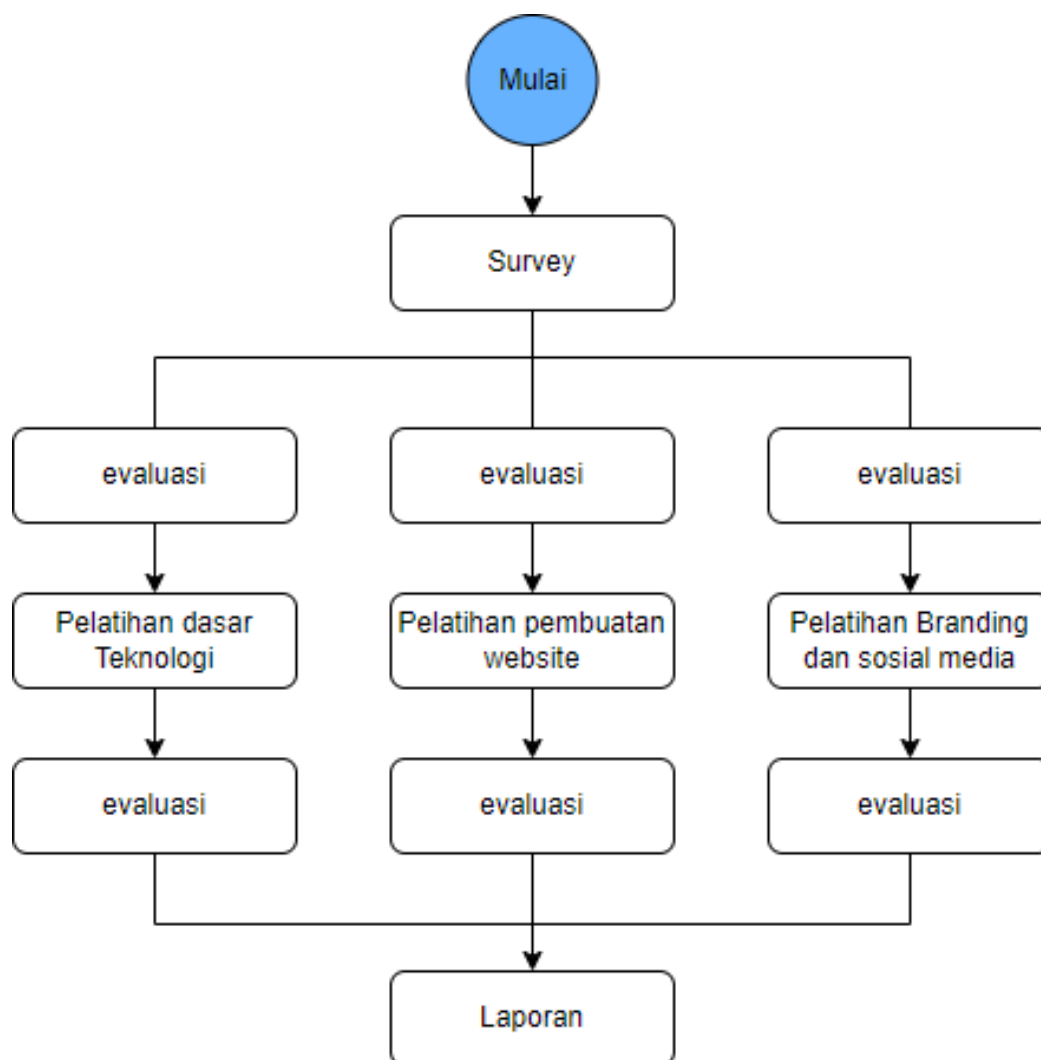 Mulai
Survey
evaluasi
evaluasi
evaluasi
Pelatihan dasar
Teknologi
Pelatihan pembuatan
website
Pelatihan Branding
dan sosial media
evaluasi
evaluasi
evaluasi
Laporan